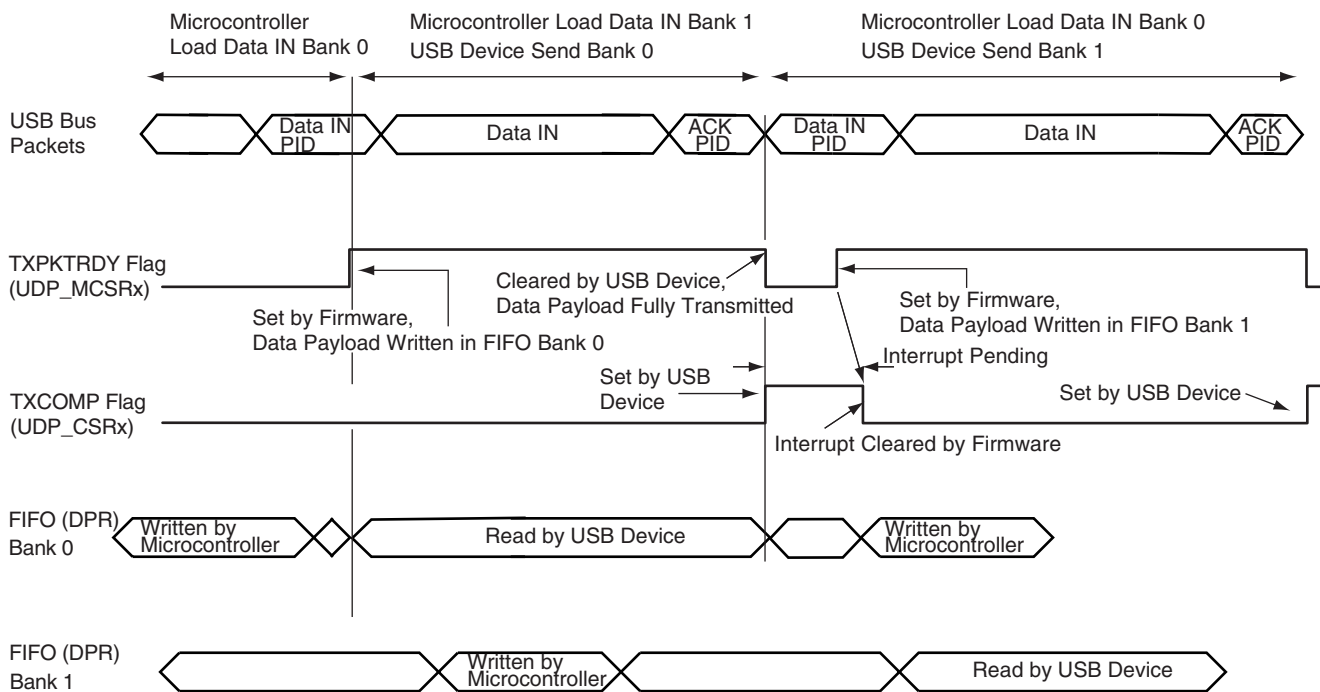 Microcontroller
Load Data IN Bank 0
Microcontroller Load Data IN Bank 1
USB Device Send Bank 0
Microcontroller Load Data IN Bank 0
USB Device Send Bank 1
USB Bus
Packets
Data IN
PID
Data IN
ACK
PID
Data IN
PID
Data IN
ACK
PID
TXPKTRDY Flag
(UDP_MCSRx)
Set by Firmware,
Data Payload Written in FIFO Bank 0
Cleared by USB Device,
Data Payload Fully Transmitted
Set by Firmware,
Data Payload Written in FIFO Bank 1
Interrupt Pending
TXCOMP Flag
(UDP_CSRx)
Set by USB
Device
Set by USB Device
Interrupt Cleared by Firmware
FIFO (DPR)
Bank 0
Written by
Microcontroller
Read by USB Device
Written by
Microcontroller
FIFO (DPR)
Bank 1
Written by
Microcontroller
Read by USB Device